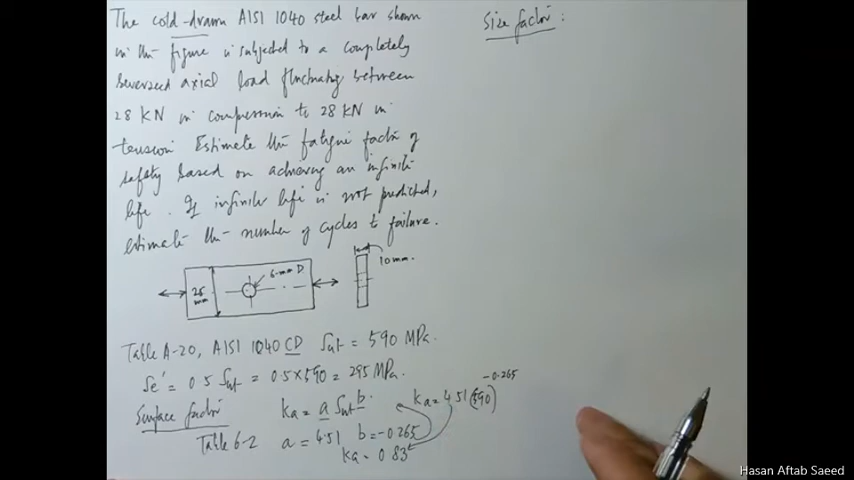 The cold-drawn AISI 1040 steel bar shown
in the figure is subjected to a completely
reversed axial load fluctuating between
28 KN in compression to 28 KN in
tension Estimate the fatigue factor of
safety based on achieving an infinite
life. If infinite life is not predicted,
estimate the number of cycles to failure.
25 mm
6-mm D
10 mm.
Table A-20, AISI 1040 CD Sut = 590 MPa.
Se' = 0.5 Sut = 0.5×590 = 295 MPa.
Surface factor ka = a Sut^b. ka = 4.51 (590)^-0.265
Table 6-2 a = 4.51 b = -0.265
ka = 0.83
Size factor:
Hasan Aftab Saeed